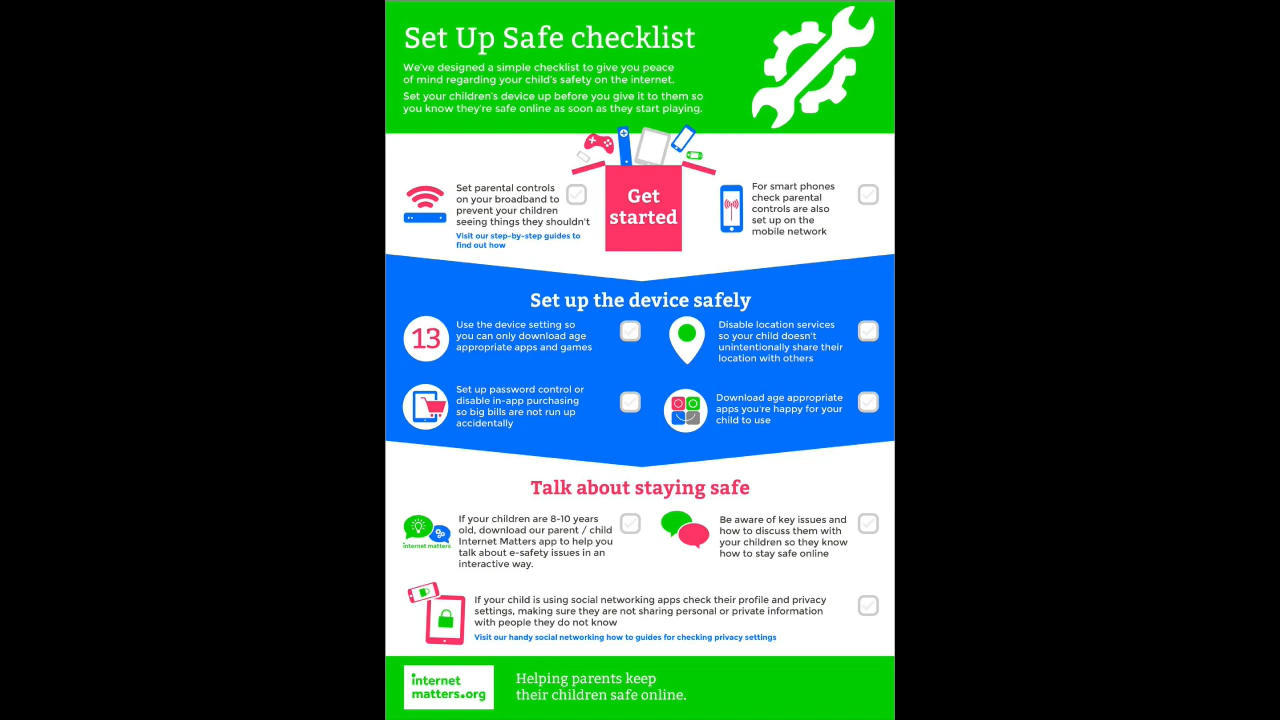 Set Up Safe checklist
We've designed a simple checklist to give you peace
of mind regarding your child's safety on the internet.
Set your children's device up before you give it to them so
you know they're safe online as soon as they start playing.
Set parental controls
on your broadband to
prevent your children
seeing things they shouldn't
Visit our step-by-step guides to
find out how
Get
started
For smart phones
check parental
controls are also
set up on the
mobile network
Set up the device safely
13
Use the device setting so
you can only download age
appropriate apps and games
Disable location services
so your child doesn't
unintentionally share their
location with others
Set up password control or
disable in-app purchasing
so big bills are not run up
accidentally
Download age appropriate
apps you're happy for your
child to use
Talk about staying safe
internet matters
If your children are 8-10 years
old, download our parent / child
Internet Matters app to help you
talk about e-safety issues in an
interactive way.
Be aware of key issues and
how to discuss them with
your children so they know
how to stay safe online
If your child is using social networking apps check their profile and privacy
settings, making sure they are not sharing personal or private information
with people they do not know
Visit our handy social networking how to guides for checking privacy settings
internet
matters.org
Helping parents keep
their children safe online.